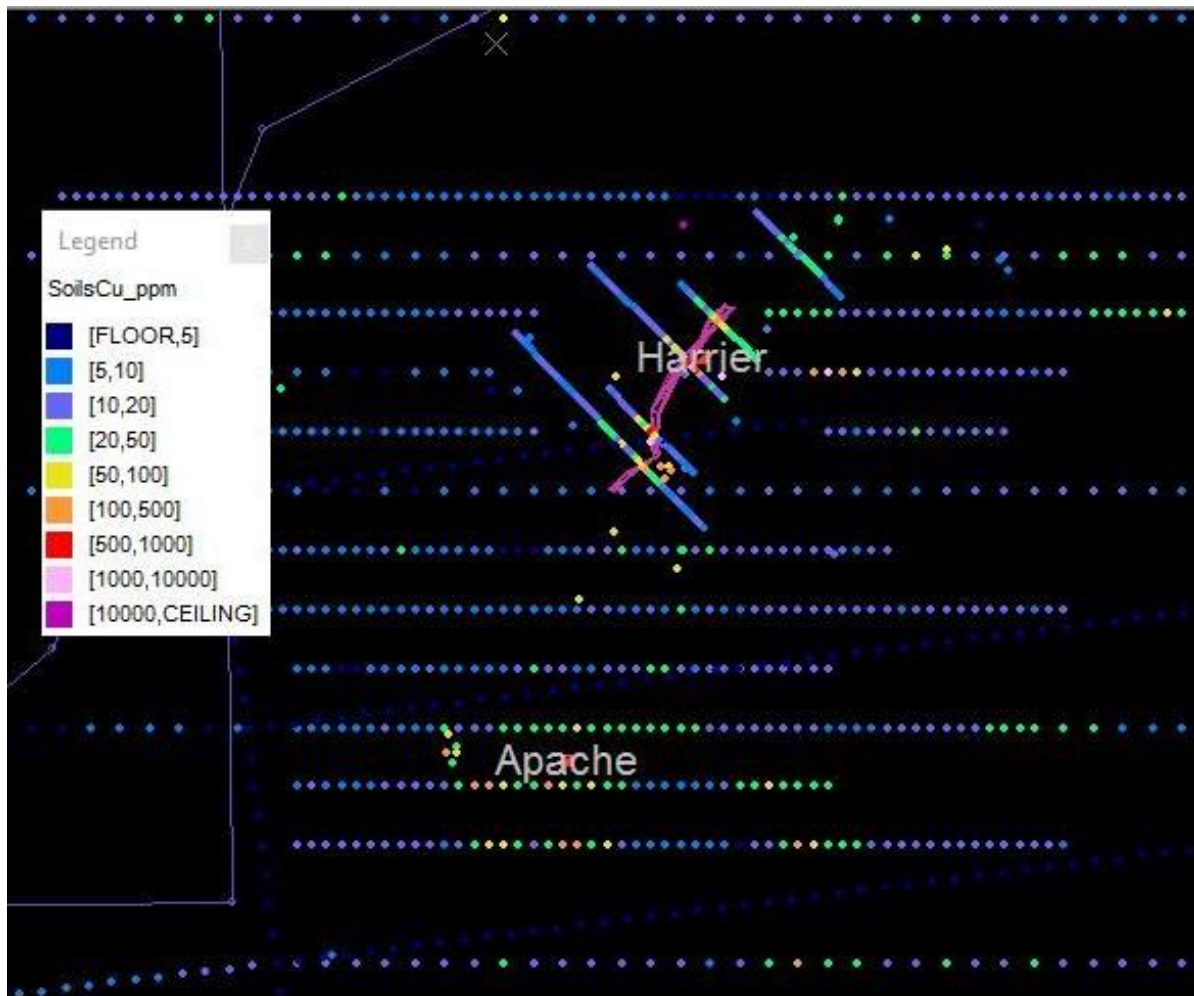 Legend
SoilsCu_ppm
[FLOOR,5]
[5,10]
[10,20]
[20,50]
[50,100]
[100,500]
[500,1000]
[1000,10000]
[10000,CEILING]
Harrier
Apache